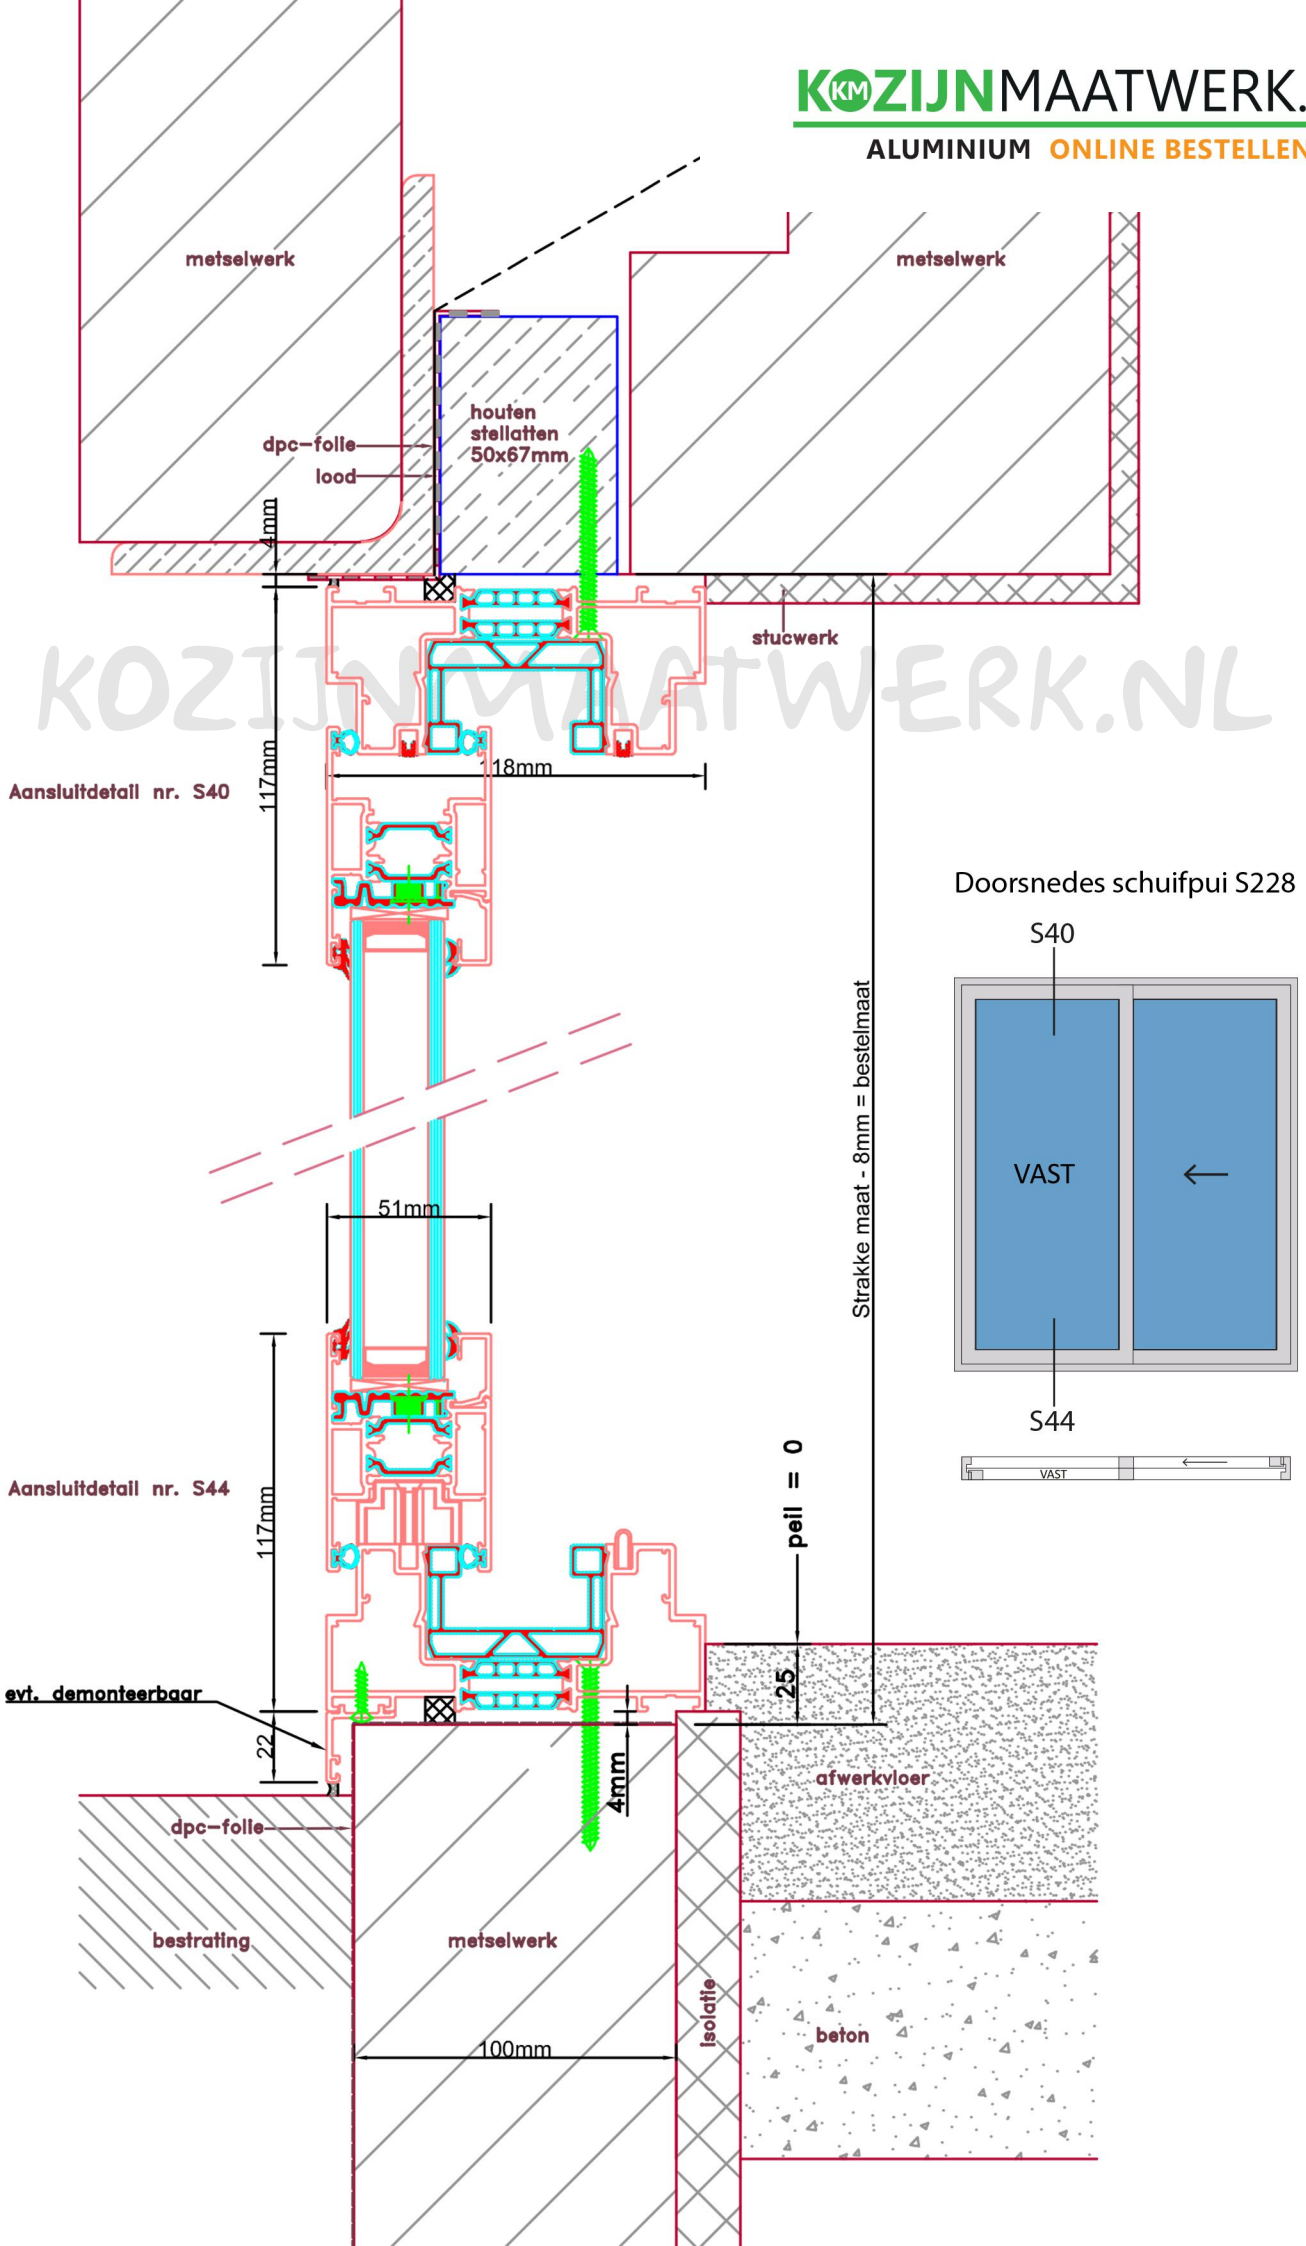 KOZIJNMAATWERK.
KM
ALUMINIUM ONLINE BESTELLEN
metselwerk
metselwerk
houten
stellatten
50x67mm
dpc-folie
lood
4mm
stucwerk
KOZIJNMAATWERK.NL
118mm
117mm
Aansluitdetail nr. S40
Doorsnedes schuifpui S228
S40
Strakke maat - 8mm = bestelmaat
VAST
51mm
S44
peil = 0
VAST
Aansluitdetail nr. S44
117mm
25
evt. demonteerbaar
22
4mm
afwerkvloer
dpc-folie
bestrating
metselwerk
isolatie
beton
100mm